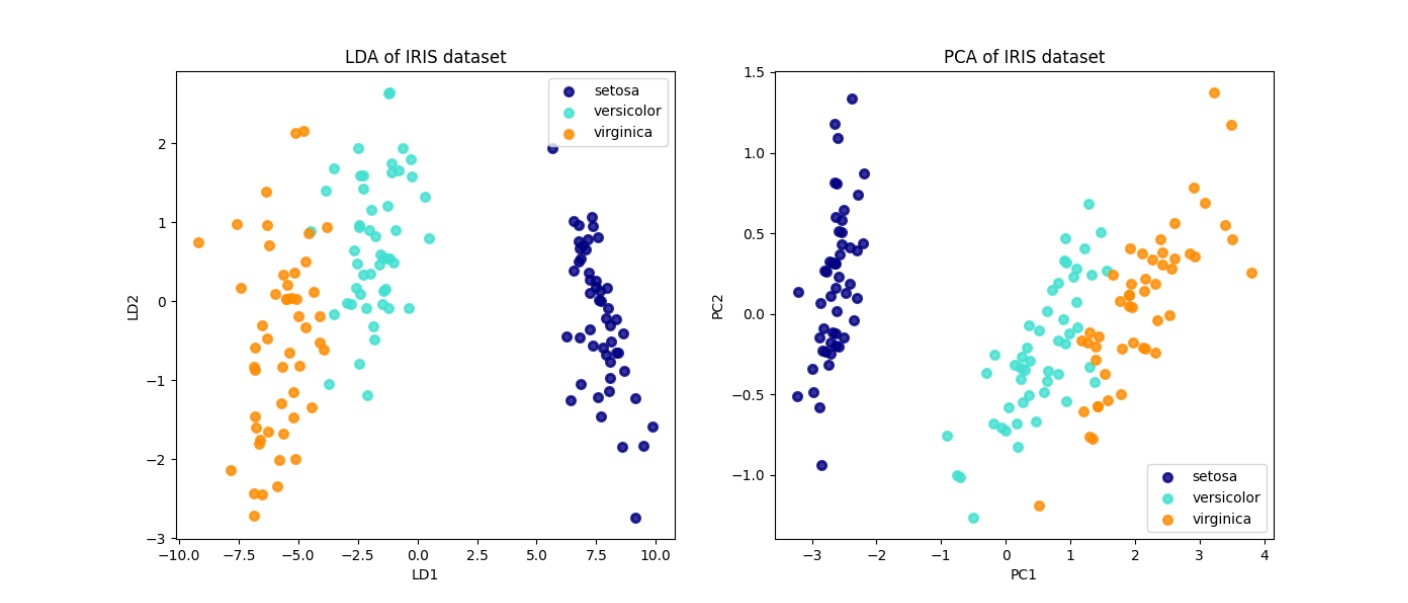 LDA of IRIS dataset
setosa
versicolor
virginica
2
1
0
−1
−2
−3
LD2
−10.0 −7.5 −5.0 −2.5 0.0 2.5 5.0 7.5 10.0
LD1
PCA of IRIS dataset
1.5
1.0
0.5
0.0
−0.5
−1.0
PC2
setosa
versicolor
virginica
−3 −2 −1 0 1 2 3 4
PC1